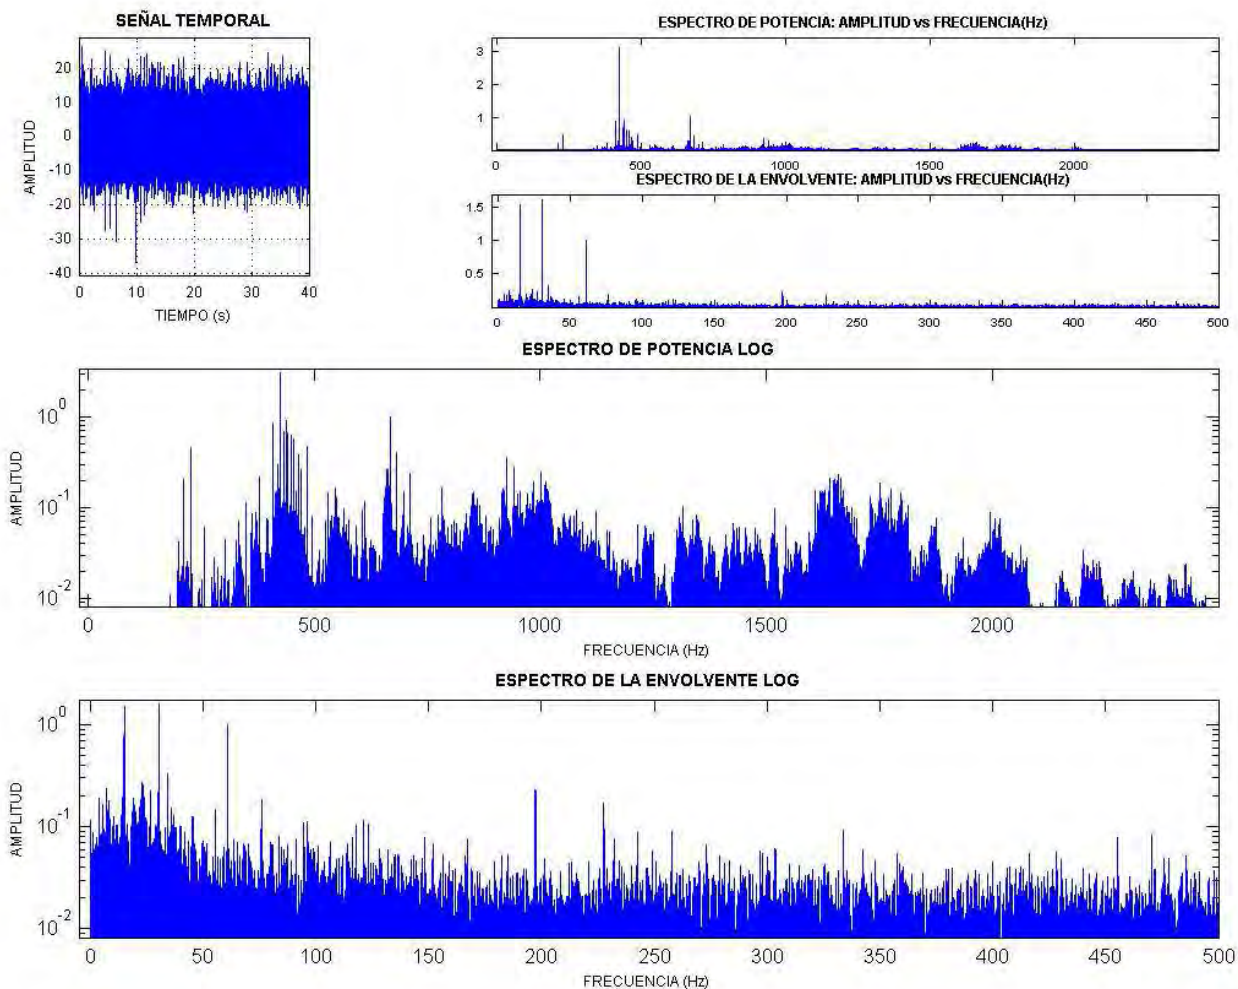 SEÑAL TEMPORAL
AMPLITUD
20
10
0
-10
-20
-30
-40
0 10 20 30 40
TIEMPO (s)
ESPECTRO DE POTENCIA: AMPLITUD vs FRECUENCIA(Hz)
3
2
1
0 500 1000 1500 2000
ESPECTRO DE LA ENVOLVENTE: AMPLITUD vs FRECUENCIA(Hz)
1.5
1
0.5
0 50 100 150 200 250 300 350 400 450 500
ESPECTRO DE POTENCIA LOG
AMPLITUD
10^0
10^-1
10^-2
0 500 1000 1500 2000
FRECUENCIA (Hz)
ESPECTRO DE LA ENVOLVENTE LOG
AMPLITUD
10^0
10^-1
10^-2
0 50 100 150 200 250 300 350 400 450 500
FRECUENCIA (Hz)